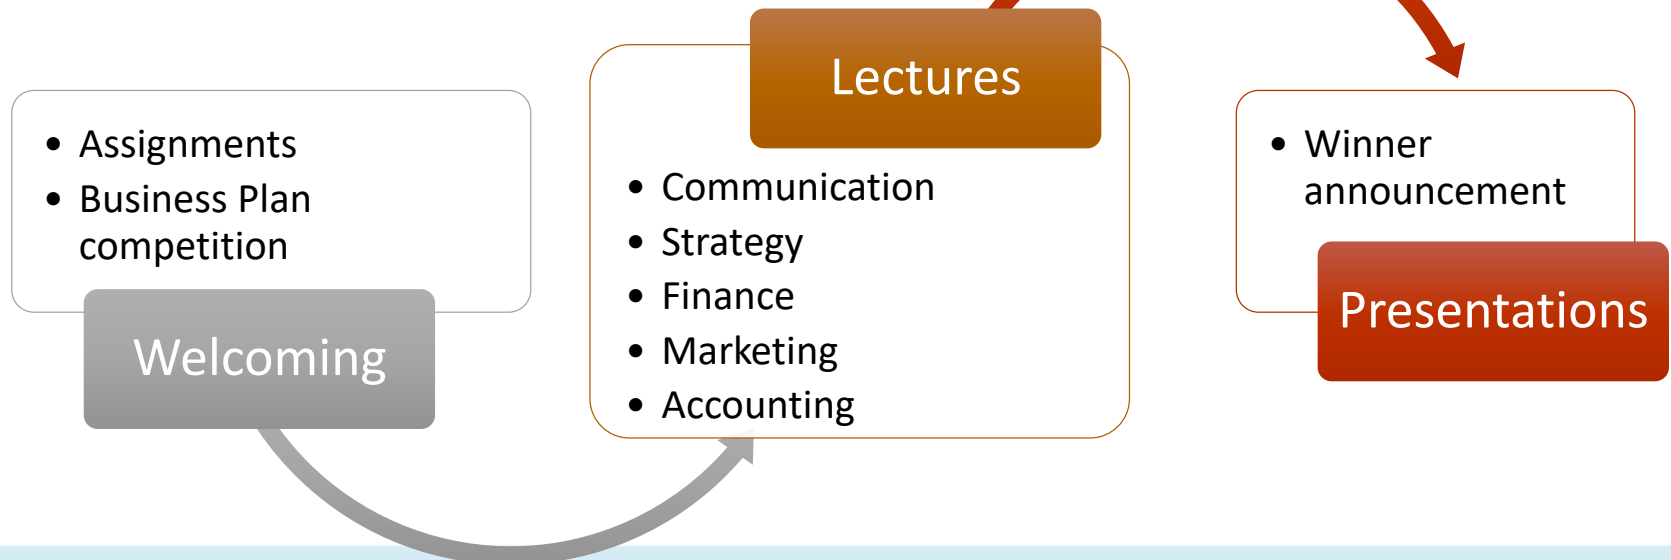 • Assignments
• Business Plan
competition
Welcoming
Lectures
• Communication
• Strategy
• Finance
• Marketing
• Accounting
• Winner
announcement
Presentations